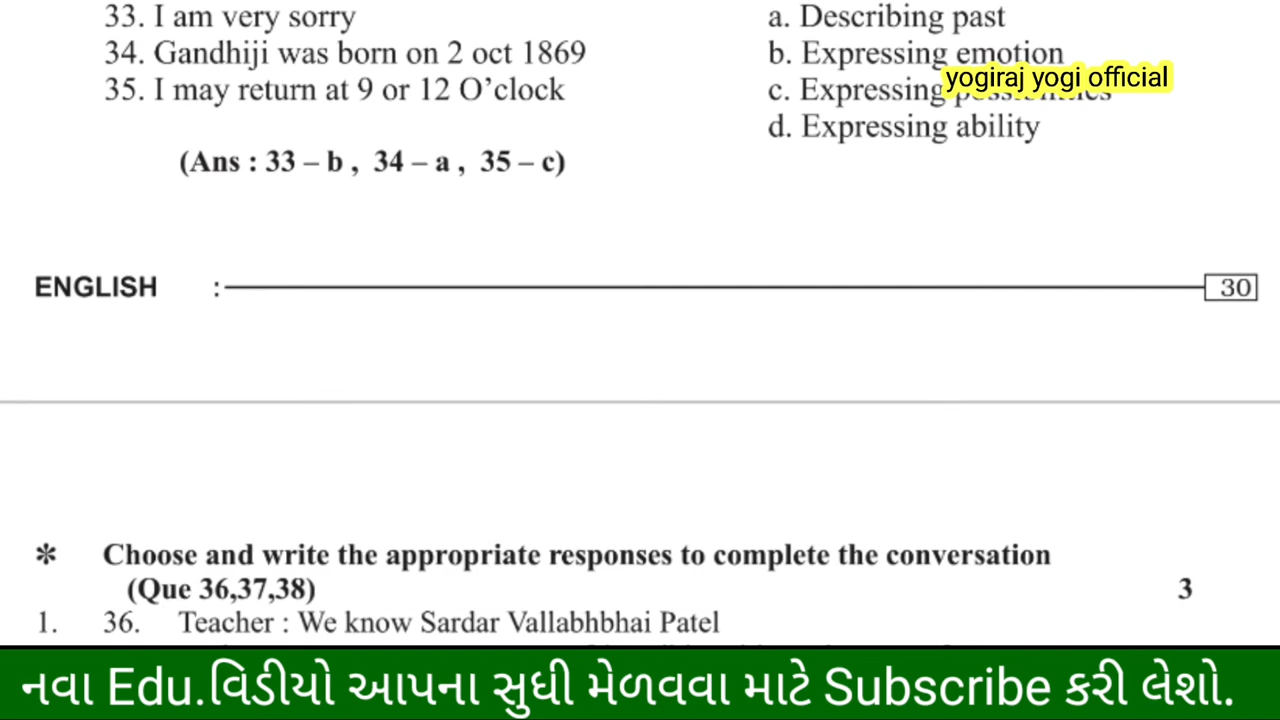 33. I am very sorry a. Describing past
34. Gandhiji was born on 2 oct 1869 b. Expressing emotion
yogiraj yogi official
35. I may return at 9 or 12 O’clock c. Expressing
d. Expressing ability
(Ans : 33 – b , 34 – a , 35 – c)
ENGLISH : 30
* Choose and write the appropriate responses to complete the conversation
(Que 36,37,38) 3
1. 36. Teacher : We know Sardar Vallabhbhai Patel
નવા Edu.વિડીયો આપના સુધી મેળવવા માટે Subscribe કરી લેશો.